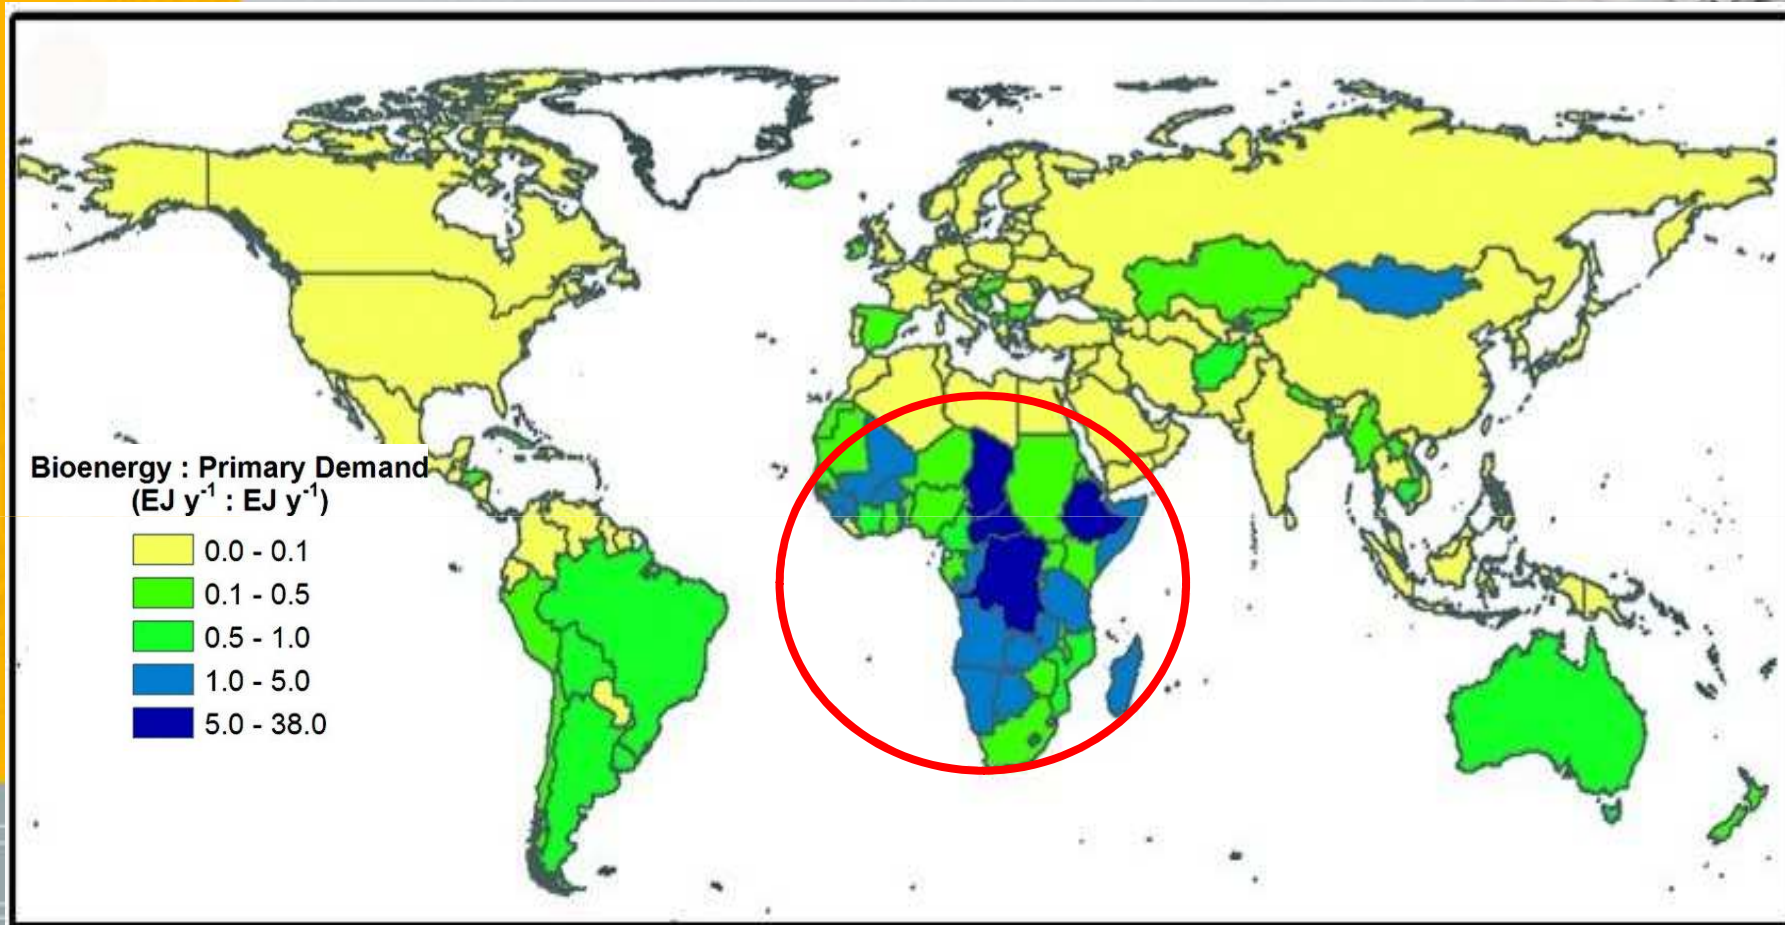 Bioenergy : Primary Demand
(EJ y⁻¹ : EJ y⁻¹)
0.0 - 0.1
0.1 - 0.5
0.5 - 1.0
1.0 - 5.0
5.0 - 38.0